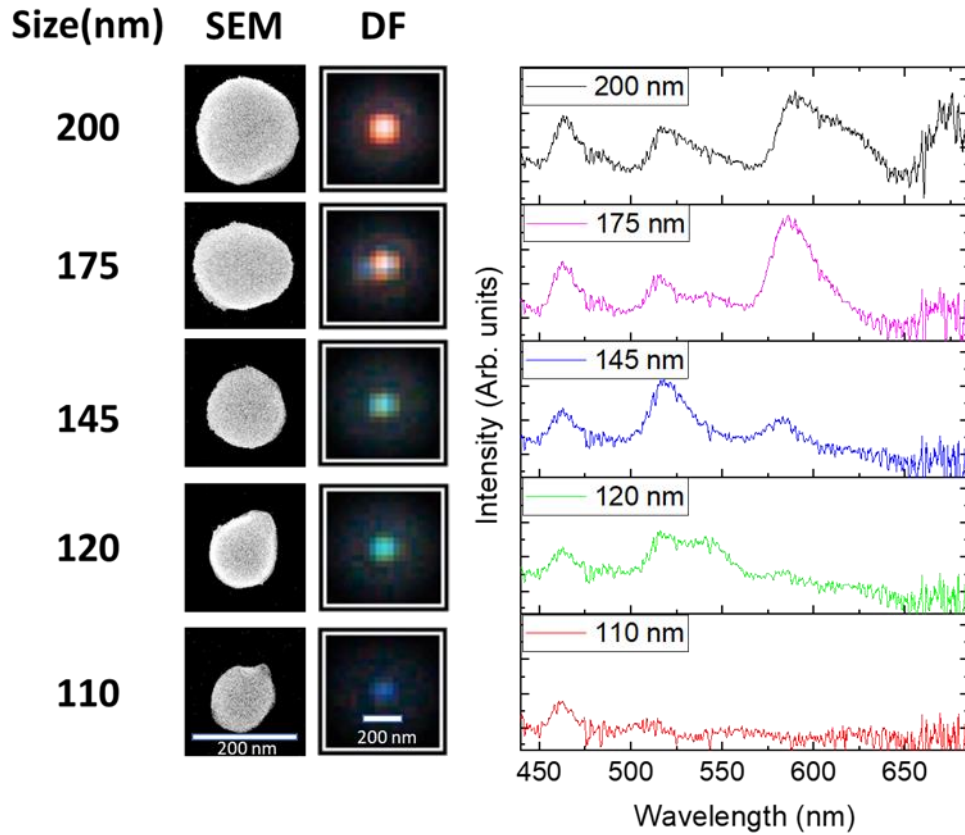 Size(nm) SEM DF
200
175
145
120
110
200 nm
200 nm
200 nm
175 nm
145 nm
120 nm
110 nm
Intensity (Arb. units)
450 500 550 600 650
Wavelength (nm)